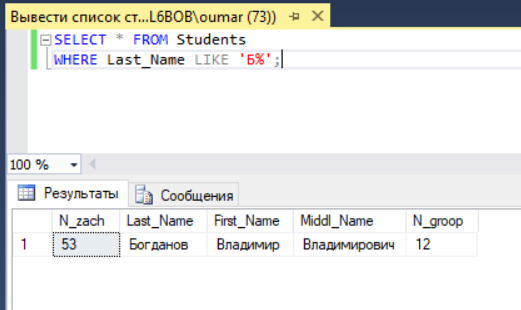 Вывести список ст...L6BOB\oumar (73))
SELECT * FROM Students
WHERE Last_Name LIKE 'Б%';
100 %
Результаты Сообщения
N_zach Last_Name First_Name Middl_Name N_groop
1 53 Богданов Владимир Владимирович 12